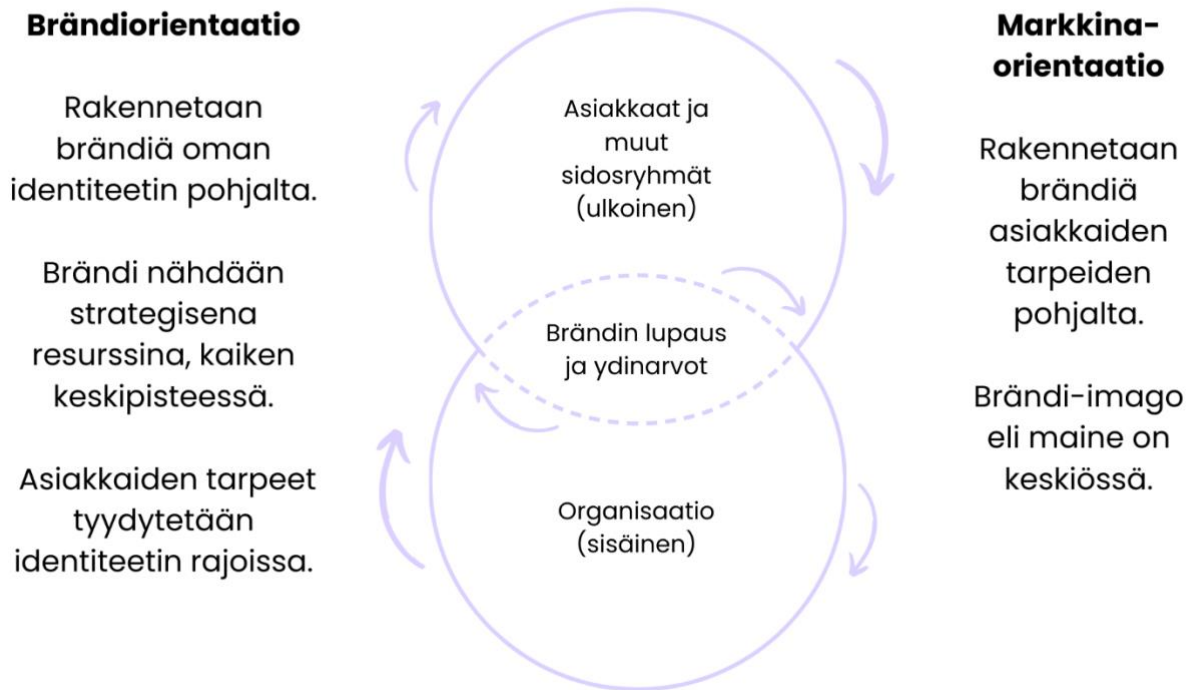 Brändiorientaatio
Rakennetaan
brändiä oman
identiteetin pohjalta.
Brändi nähdään
strategisena
resurssina, kaiken
keskipisteessä.
Asiakkaiden tarpeet
tyydytetään
identiteetin rajoissa.
Asiakkaat ja
muut
sidosryhmät
(ulkoinen)
Brändin lupaus
ja ydinarvot
Organisaatio
(sisäinen)
Markkina-
orientaatio
Rakennetaan
brändiä
asiakkaiden
tarpeiden
pohjalta.
Brändi-imago
eli maine on
keskiössä.